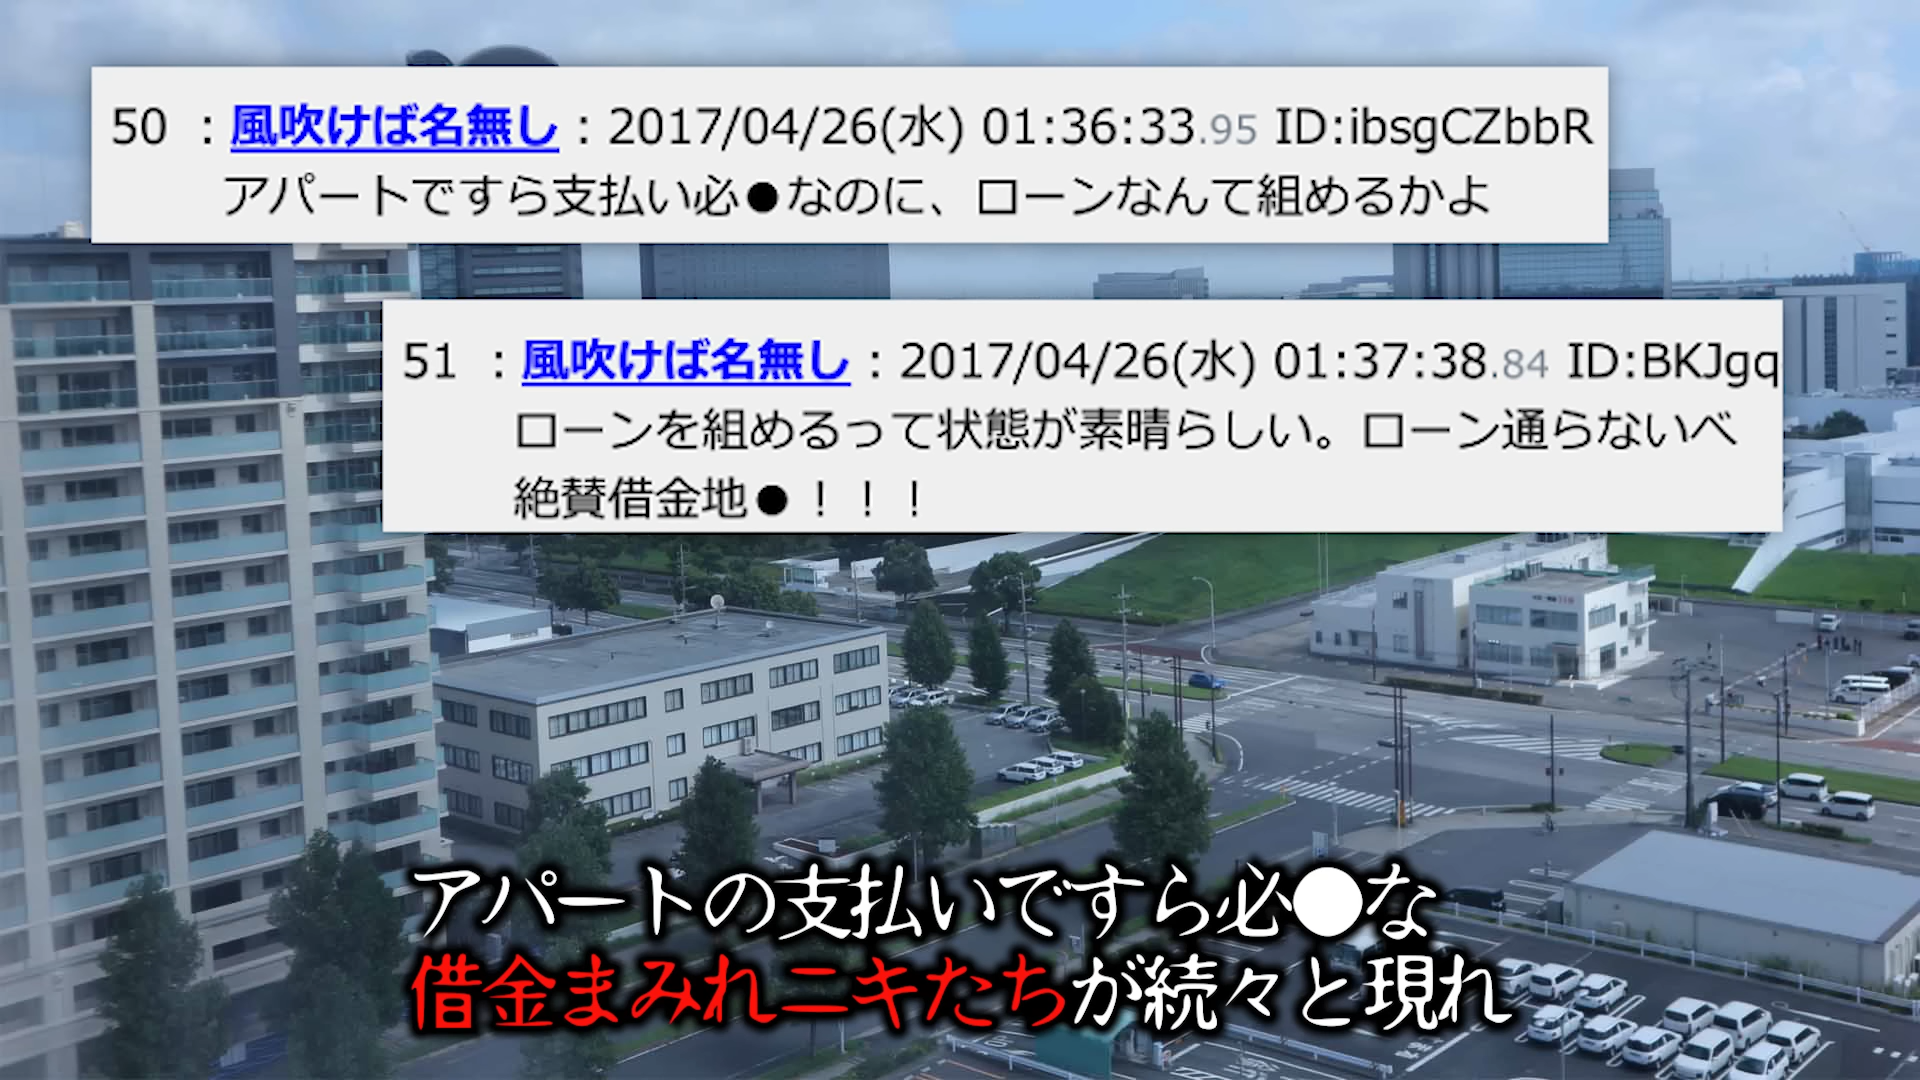 50 ：風吹けば名無し：2017/04/26(水) 01:36:33.95 ID:ibsgCZbbR
アパートですら支払い必●なのに、ローンなんて組めるかよ
51 ：風吹けば名無し：2017/04/26(水) 01:37:38.84 ID:BKJgq
ローンを組めるって状態が素晴らしい。ローン通らないべ
絶賛借金地●！！！
アパートの支払いですら必●な
借金まみれニキたちが続々と現れ